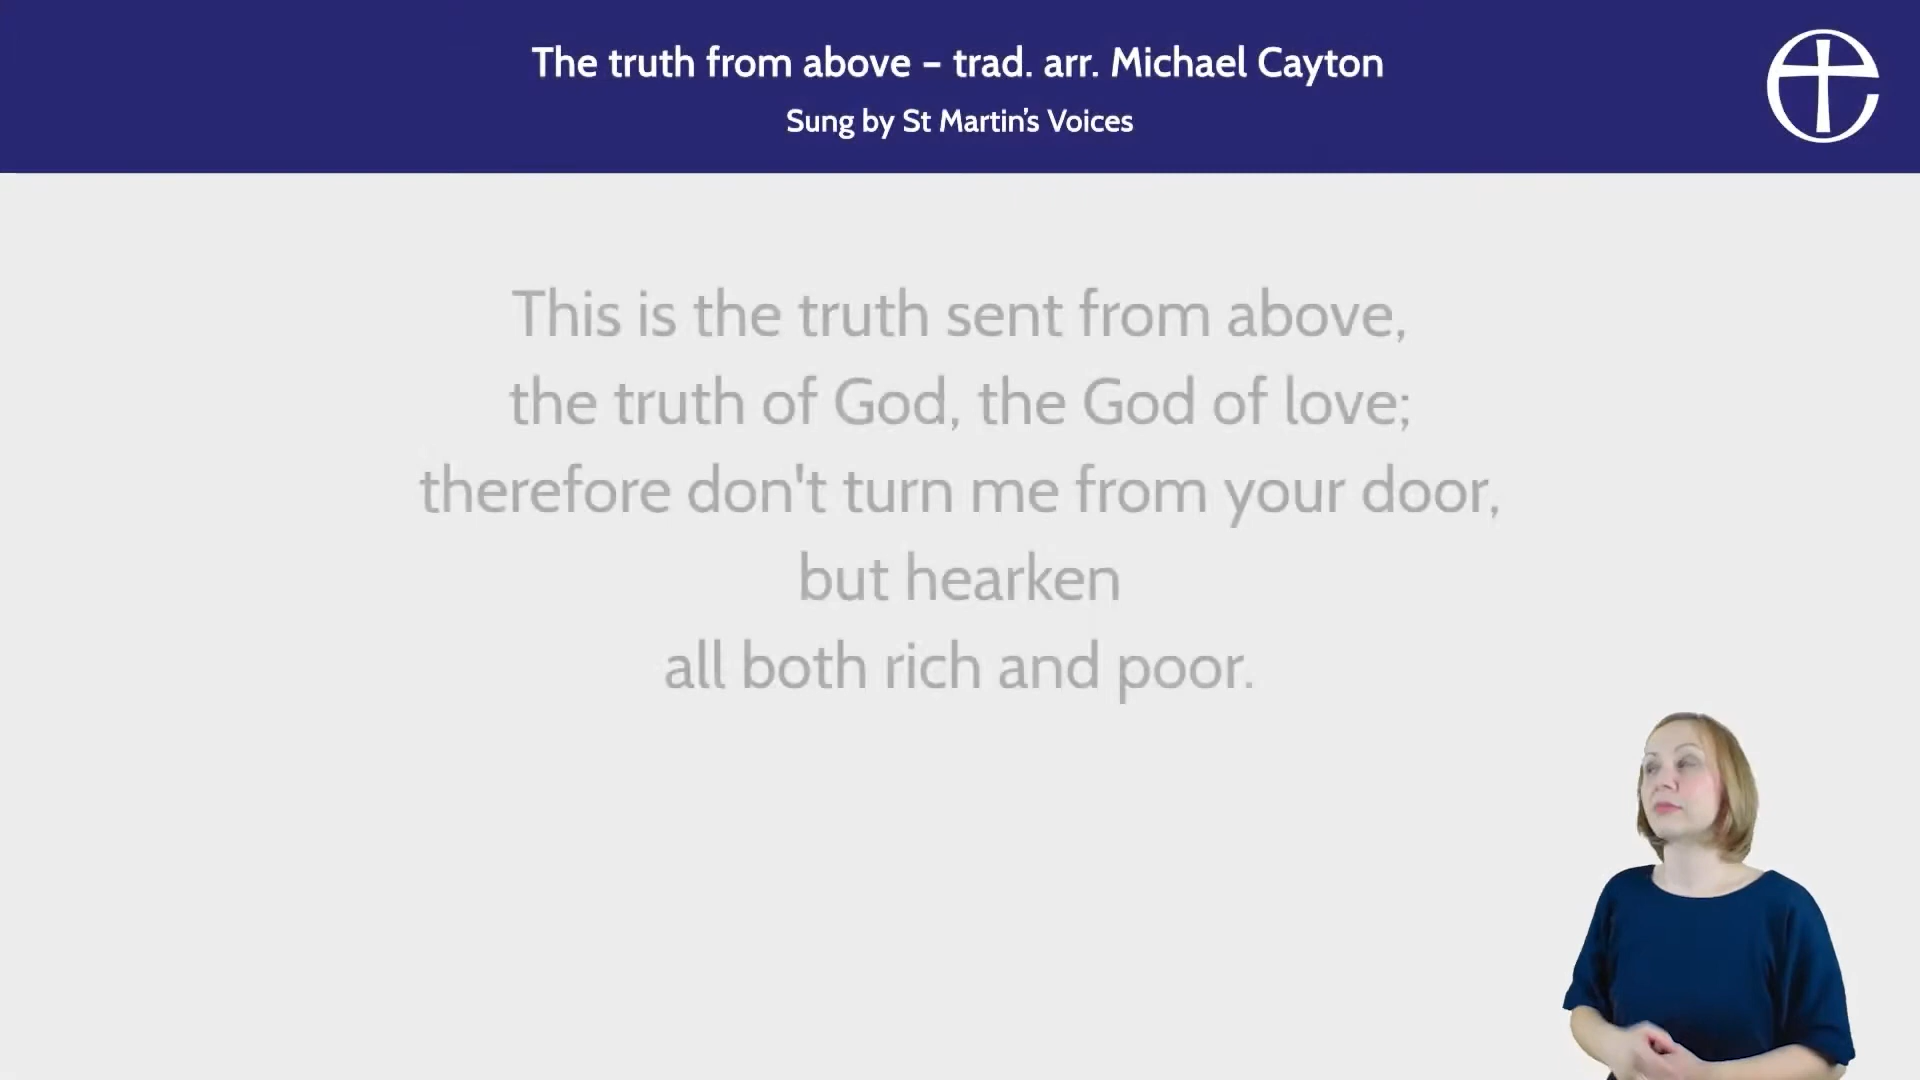 The truth from above – trad. arr. Michael Cayton
Sung by St Martin's Voices
This is the truth sent from above,
the truth of God, the God of love;
therefore don't turn me from your door,
but hearken
all both rich and poor.